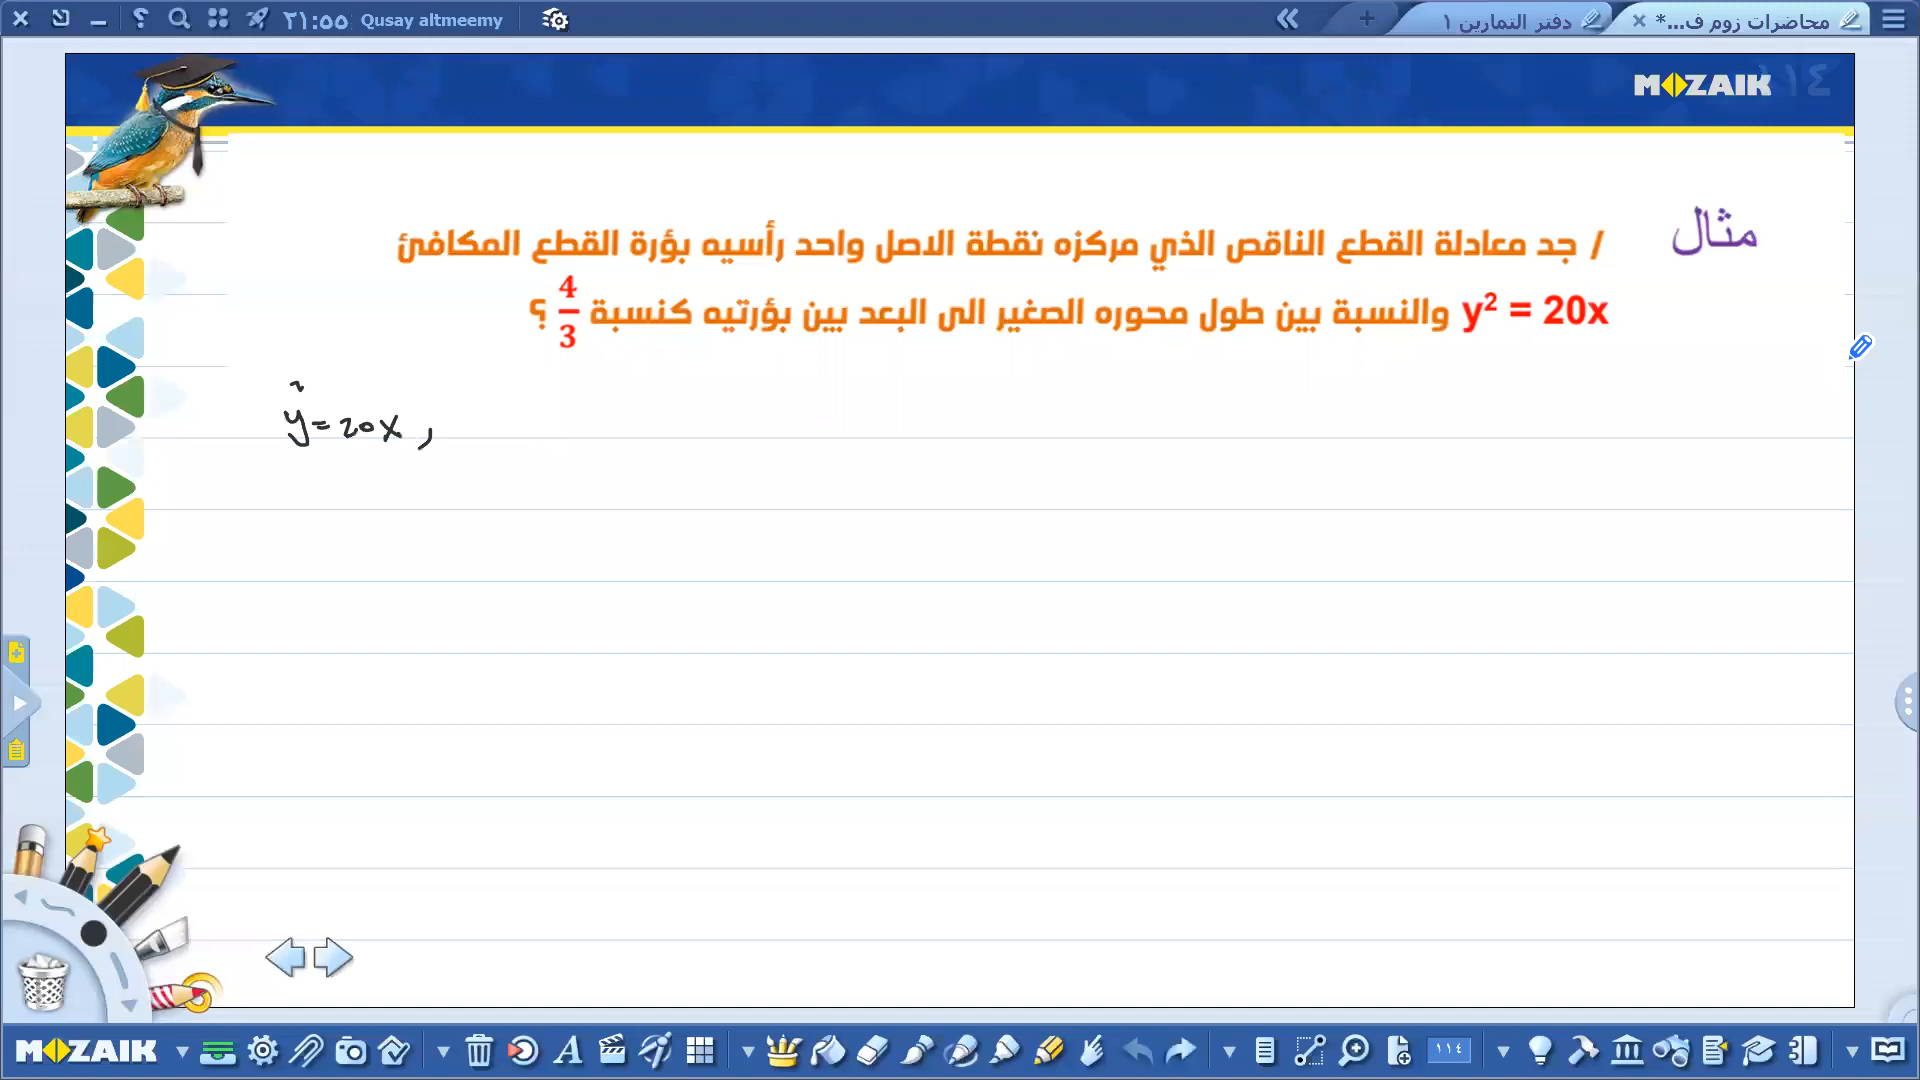 ٢١:٥٥ Qusay altmeemy
دفتر التمارين ١
محاضرات زوم ف...*
MOZAIK
١١٤
مثال
/ جد معادلة القطع الناقص الذي مركزه نقطة الاصل واحد رأسيه بؤرة القطع المكافئ
y² = 20x والنسبة بين طول محوره الصغير الى البعد بين بؤرتيه كنسبة 4/3 ؟
y² = 20x ,
MOZAIK
١١٤